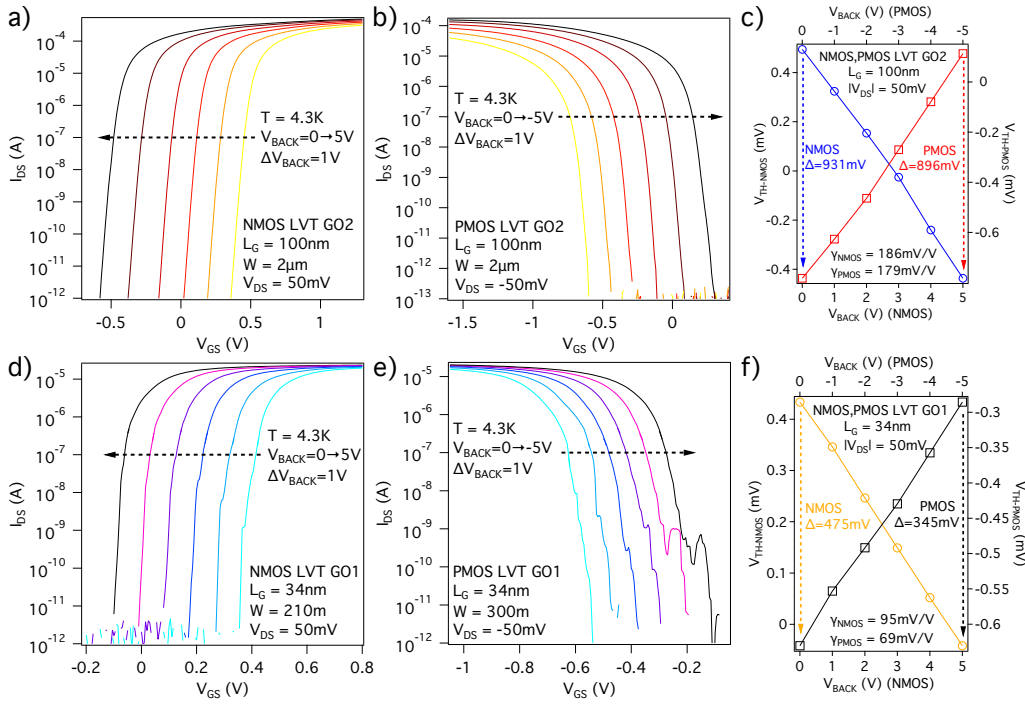 a)
10⁻⁴
10⁻⁵
10⁻⁶
10⁻⁷
10⁻⁸
10⁻⁹
10⁻¹⁰
10⁻¹¹
10⁻¹²
I_DS (A)
T = 4.3K
V_BACK=0→5V
ΔV_BACK=1V
NMOS LVT GO2
L_G = 100nm
W = 2μm
V_DS = 50mV
-0.5 0 0.5 1
V_GS (V)
b)
10⁻⁴
10⁻⁵
10⁻⁶
10⁻⁷
10⁻⁸
10⁻⁹
10⁻¹⁰
10⁻¹¹
10⁻¹²
10⁻¹³
T = 4.3K
V_BACK=0→-5V
ΔV_BACK=1V
PMOS LVT GO2
L_G = 100nm
W = 2μm
V_DS = -50mV
-1.5 -1 -0.5 0
V_GS (V)
c)
V_BACK (V) (PMOS)
0 -1 -2 -3 -4 -5
NMOS,PMOS LVT GO2
L_G = 100nm
|V_DS| = 50mV
0.4
0.2
0
-0.2
-0.4
V_TH-NMOS (mV)
NMOS
Δ=931mV
PMOS
Δ=896mV
0
-0.2
-0.4
-0.6
V_TH-PMOS (mV)
γ_NMOS = 186mV/V
γ_PMOS = 179mV/V
0 1 2 3 4 5
V_BACK (V) (NMOS)
d)
10⁻⁵
10⁻⁶
10⁻⁷
10⁻⁸
10⁻⁹
10⁻¹⁰
10⁻¹¹
10⁻¹²
I_DS (A)
T = 4.3K
V_BACK=0→5V
ΔV_BACK=1V
NMOS LVT GO1
L_G = 34nm
W = 210m
V_DS = 50mV
-0.2 0 0.2 0.4 0.6 0.8
V_GS (V)
e)
10⁻⁵
10⁻⁶
10⁻⁷
10⁻⁸
10⁻⁹
10⁻¹⁰
10⁻¹¹
10⁻¹²
I_DS (A)
T = 4.3K
V_BACK=0→-5V
ΔV_BACK=1V
PMOS LVT GO1
L_G = 34nm
W = 300m
V_DS = -50mV
-1 -0.8 -0.6 -0.4 -0.2
V_GS (V)
f)
V_BACK (V) (PMOS)
0 -1 -2 -3 -4 -5
NMOS,PMOS LVT GO1
L_G = 34nm
|V_DS| = 50mV
0.4
0.3
0.2
0.1
0
V_TH-NMOS (mV)
NMOS
Δ=475mV
PMOS
Δ=345mV
-0.3
-0.35
-0.4
-0.45
-0.5
-0.55
-0.6
V_TH-PMOS (mV)
γ_NMOS = 95mV/V
γ_PMOS = 69mV/V
0 1 2 3 4 5
V_BACK (V) (NMOS)